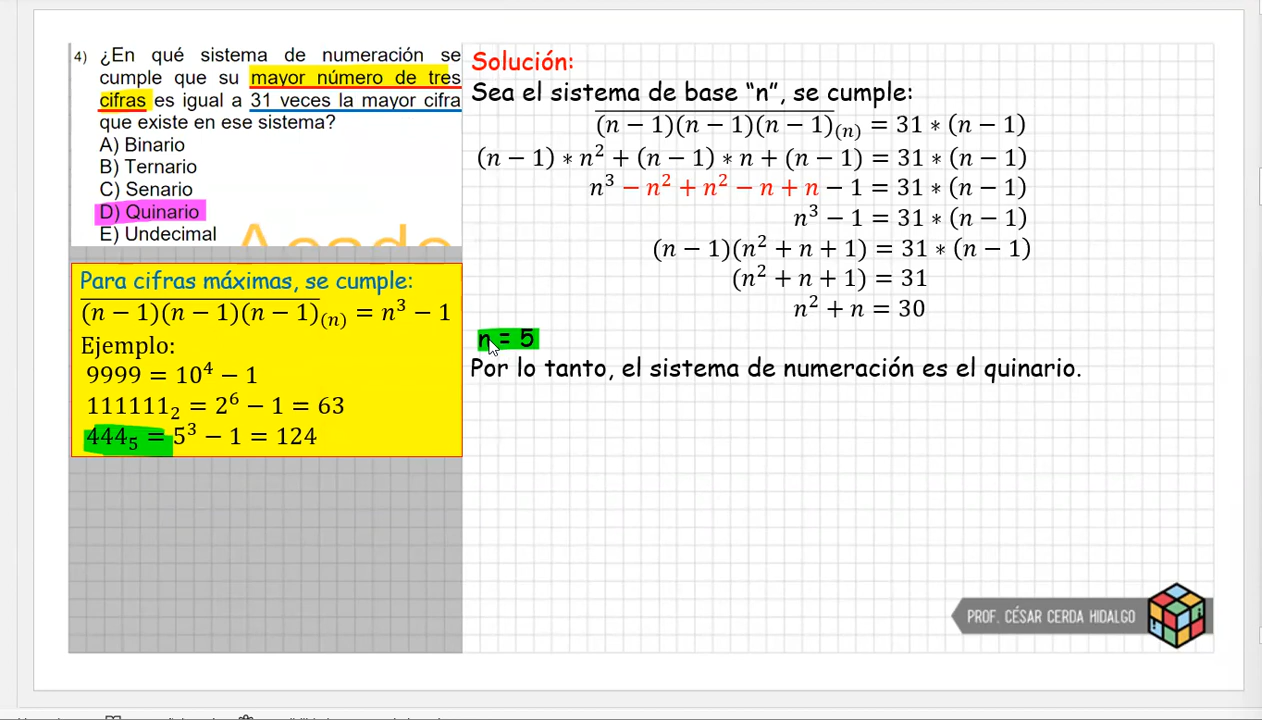 4) ¿En qué sistema de numeración se
cumple que su mayor número de tres
cifras es igual a 31 veces la mayor cifra
que existe en ese sistema?
A) Binario
B) Ternario
C) Senario
D) Quinario
E) Undecimal
Para cifras máximas, se cumple:
(n − 1)(n − 1)(n − 1)₍ₙ₎ = n³ − 1
Ejemplo:
9999 = 10⁴ − 1
111111₂ = 2⁶ − 1 = 63
444₅ = 5³ − 1 = 124
Solución:
Sea el sistema de base “n”, se cumple:
(n − 1)(n − 1)(n − 1)₍ₙ₎ = 31 ∗ (n − 1)
(n − 1) ∗ n² + (n − 1) ∗ n + (n − 1) = 31 ∗ (n − 1)
n³ − n² + n² − n + n − 1 = 31 ∗ (n − 1)
n³ − 1 = 31 ∗ (n − 1)
(n − 1)(n² + n + 1) = 31 ∗ (n − 1)
(n² + n + 1) = 31
n² + n = 30
n = 5
Por lo tanto, el sistema de numeración es el quinario.
PROF. CÉSAR CERDA HIDALGO